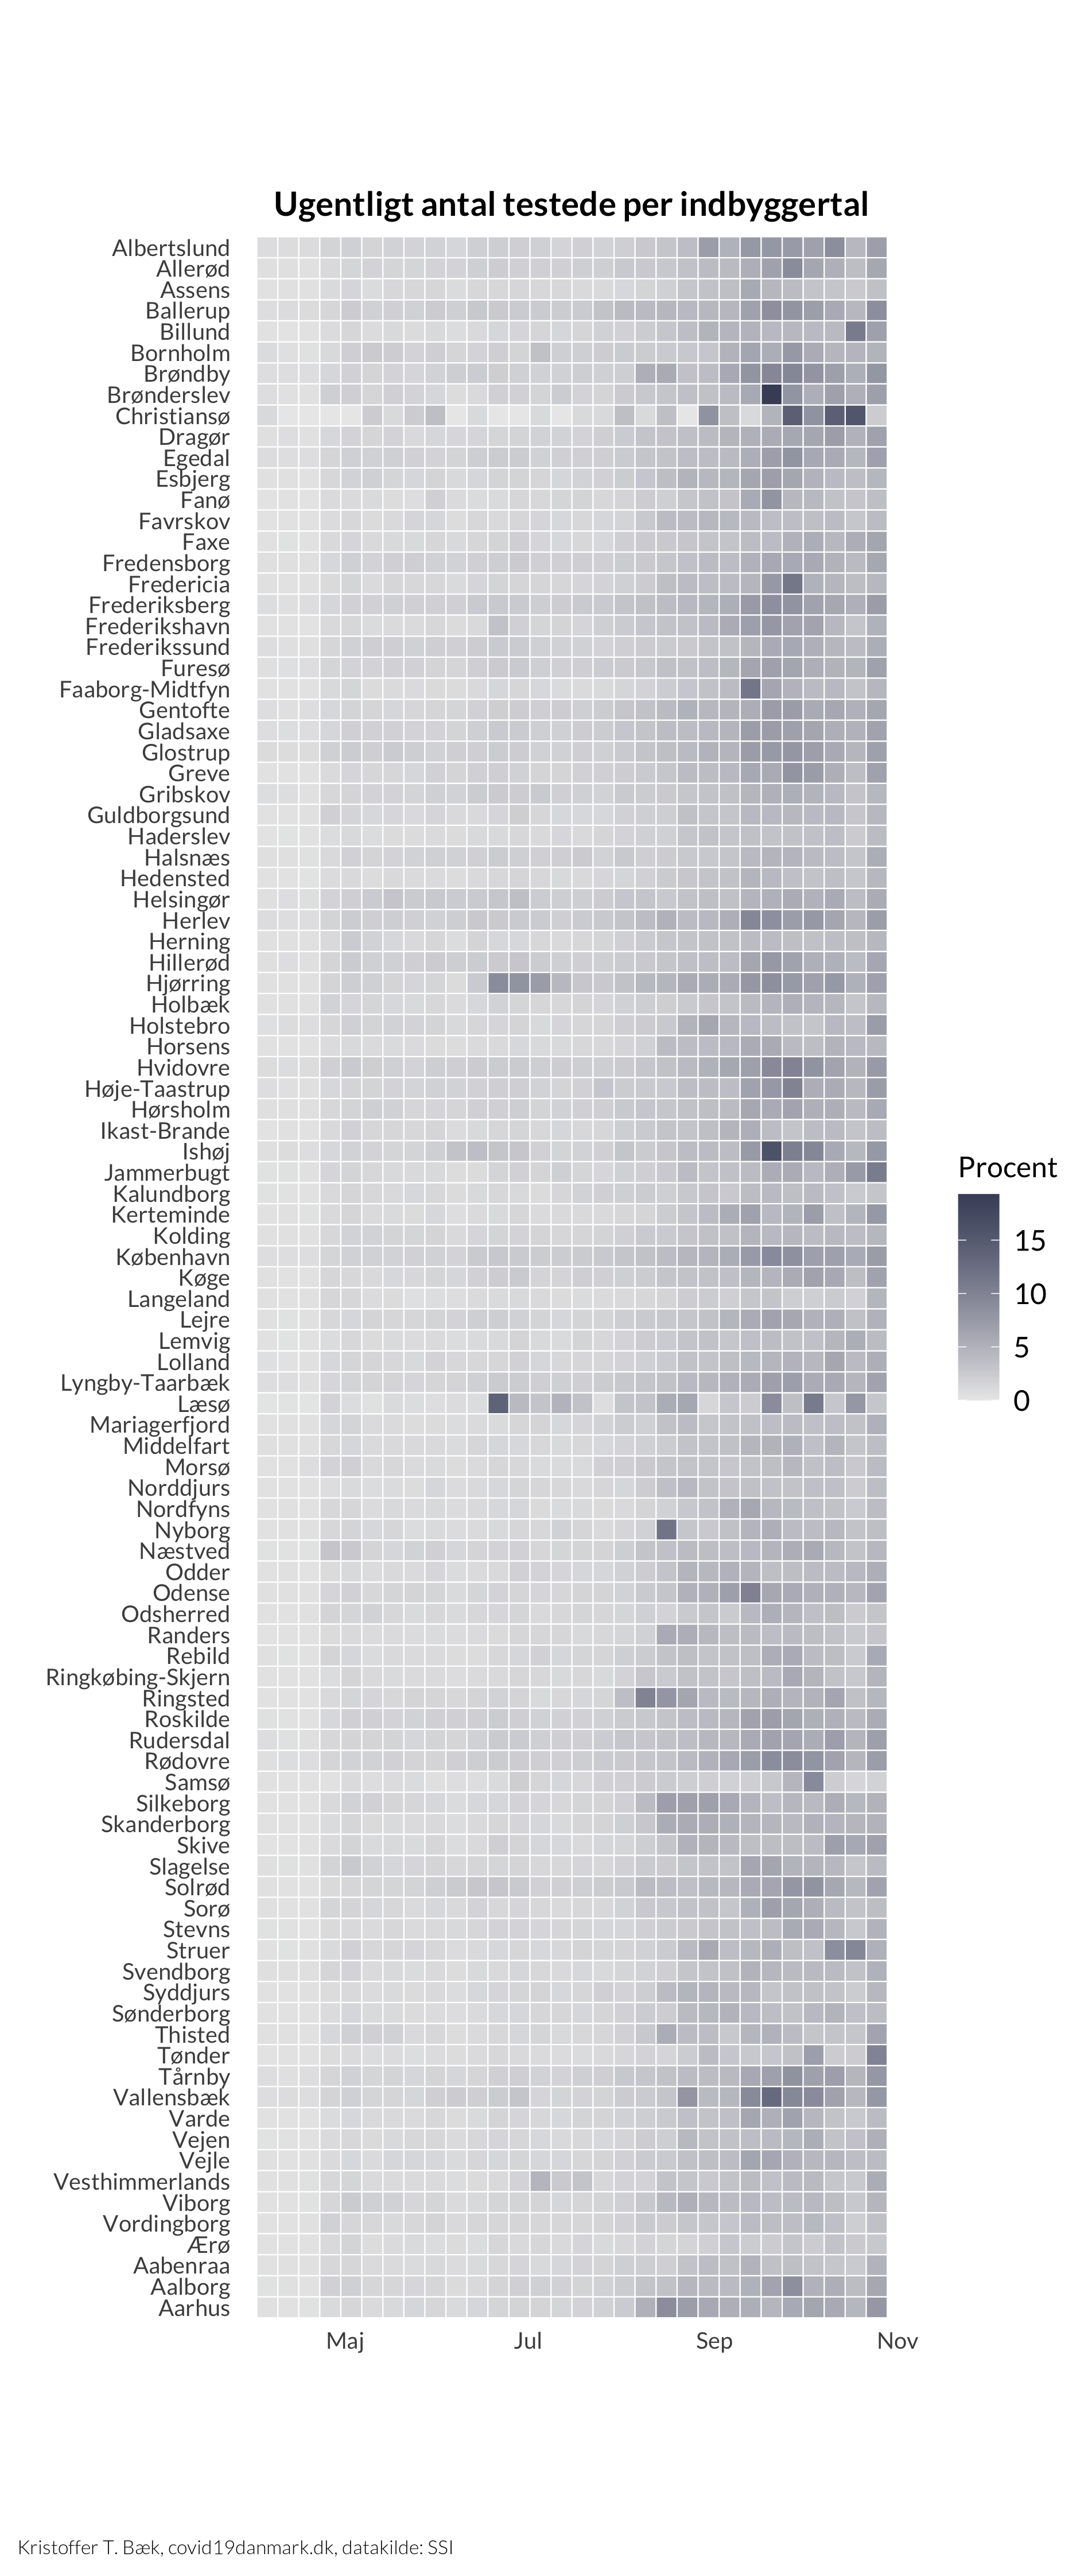 Ugentligt antal testede per indbyggertal
Albertslund
Allerød
Assens
Ballerup
Billund
Bornholm
Brøndby
Brønderslev
Christiansø
Dragør
Egedal
Esbjerg
Fanø
Favrskov
Faxe
Fredensborg
Fredericia
Frederiksberg
Frederikshavn
Frederikssund
Furesø
Faaborg-Midtfyn
Gentofte
Gladsaxe
Glostrup
Greve
Gribskov
Guldborgsund
Haderslev
Halsnæs
Hedensted
Helsingør
Herlev
Herning
Hillerød
Hjørring
Holbæk
Holstebro
Horsens
Hvidovre
Høje-Taastrup
Hørsholm
Ikast-Brande
Ishøj
Jammerbugt
Kalundborg
Kerteminde
Kolding
København
Køge
Langeland
Lejre
Lemvig
Lolland
Lyngby-Taarbæk
Læsø
Mariagerfjord
Middelfart
Morsø
Norddjurs
Nordfyns
Nyborg
Næstved
Odder
Odense
Odsherred
Randers
Rebild
Ringkøbing-Skjern
Ringsted
Roskilde
Rudersdal
Rødovre
Samsø
Silkeborg
Skanderborg
Skive
Slagelse
Solrød
Sorø
Stevns
Struer
Svendborg
Syddjurs
Sønderborg
Thisted
Tønder
Tårnby
Vallensbæk
Varde
Vejen
Vejle
Vesthimmerlands
Viborg
Vordingborg
Ærø
Aabenraa
Aalborg
Aarhus
Maj Jul Sep Nov
Procent
15
10
5
0
Kristoffer T. Bæk, covid19danmark.dk, datakilde: SSI